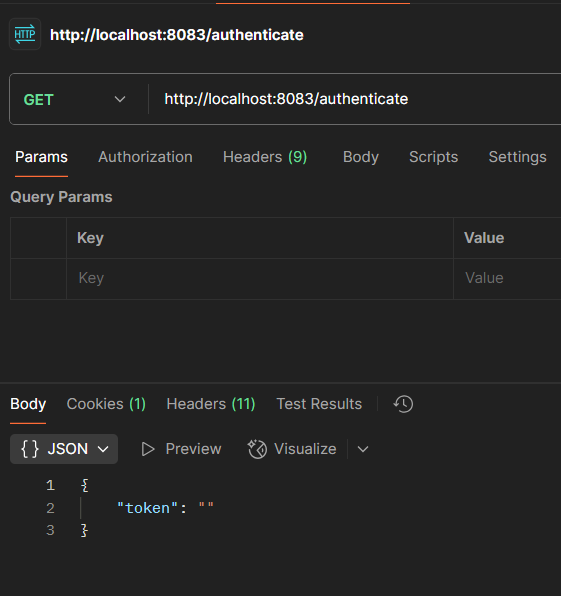 HTTP http://localhost:8083/authenticate
GET http://localhost:8083/authenticate
Params Authorization Headers (9) Body Scripts Settings
Query Params
Key Value
Key Value
Body Cookies (1) Headers (11) Test Results
{} JSON Preview Visualize
1 {
2 "token": ""
3 }